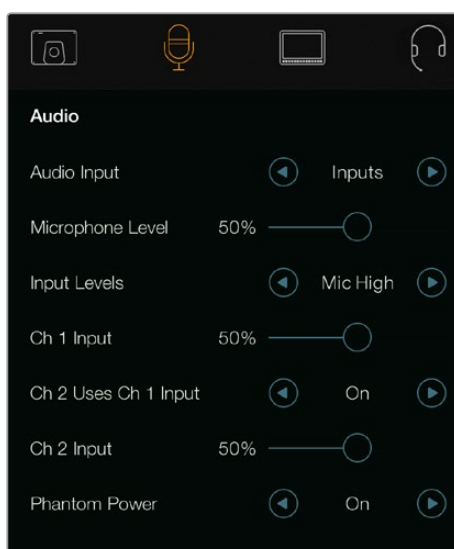 Audio
Audio Input Inputs
Microphone Level 50%
Input Levels Mic High
Ch 1 Input 50%
Ch 2 Uses Ch 1 Input On
Ch 2 Input 50%
Phantom Power On